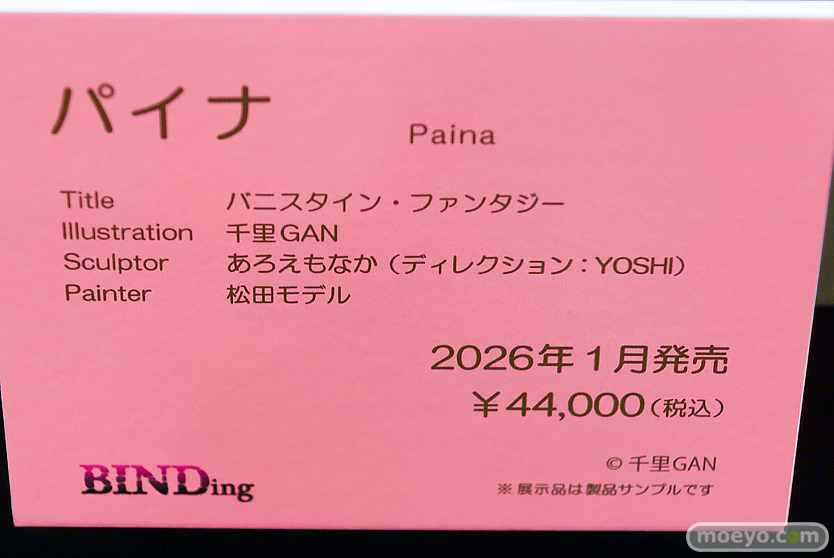 パイナ
Paina
Title バニスタイン・ファンタジー
Illustration 千里GAN
Sculptor あろえもなか（ディレクション：YOSHI）
Painter 松田モデル
2026年1月発売
￥44,000（税込）
©千里GAN
BINDing
※展示品は製品サンプルです
moeyo.com